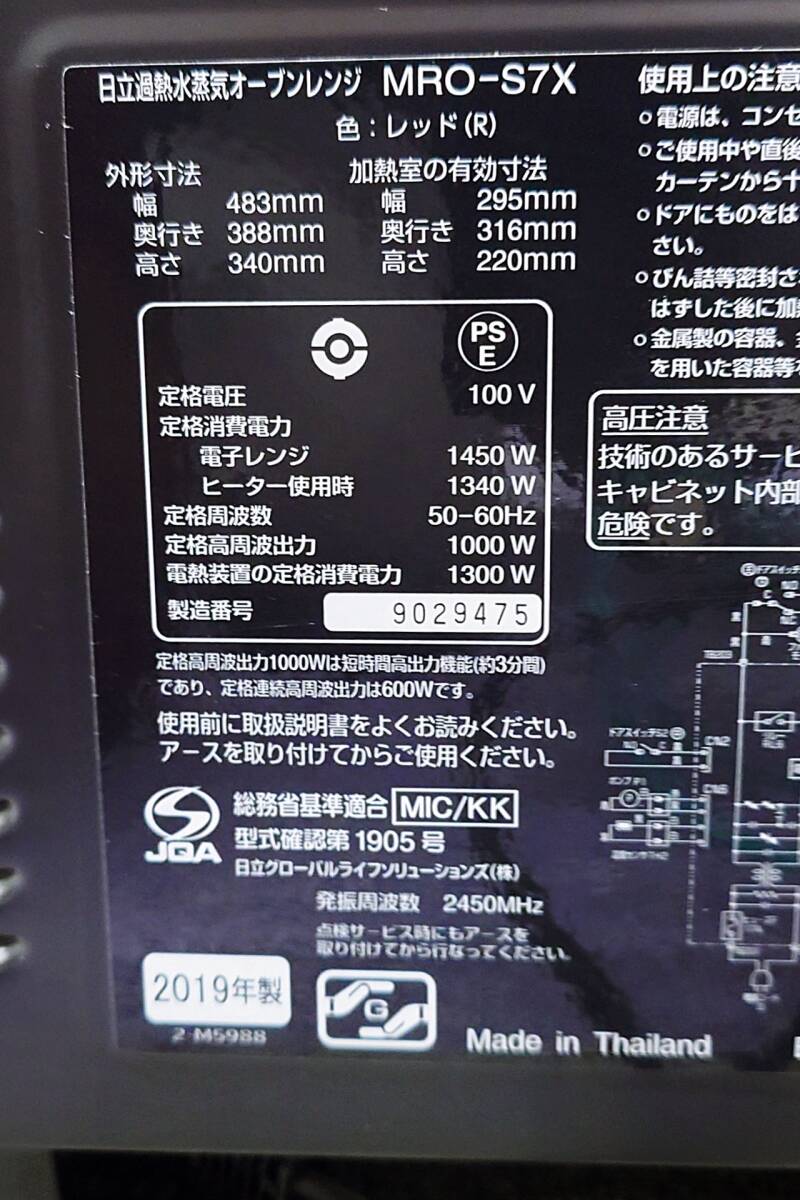 日立過熱水蒸気オーブンレンジ MRO-S7X
色：レッド(R)
外形寸法
幅 483mm
奥行き 388mm
高さ 340mm
加熱室の有効寸法
幅 295mm
奥行き 316mm
高さ 220mm
PS
E
定格電圧 100 V
定格消費電力
電子レンジ 1450 W
ヒーター使用時 1340 W
定格周波数 50-60Hz
定格高周波出力 1000 W
電熱装置の定格消費電力 1300 W
製造番号 9029475
定格高周波出力1000Wは短時間高出力機能(約3分間)
であり、定格連続高周波出力は600Wです。
使用前に取扱説明書をよくお読みください。
アースを取り付けてからご使用ください。
JQA
総務省基準適合 MIC/KK
型式確認第1905号
日立グローバルライフソリューションズ(株)
発振周波数 2450MHz
点検サービス時にもアースを
取り付けてから行なってください。
2019年製
2-M5988
G
Made in Thailand
使用上の注意
○電源は、コンセ
○ご使用中や直後
カーテンから十
○ドアにものをは
さい。
○びん詰等密封さ
はずした後に加熱
○金属製の容器、
を用いた容器等
高圧注意
技術のあるサービ
キャビネット内部
危険です。
ドアスイッチS2
CN2